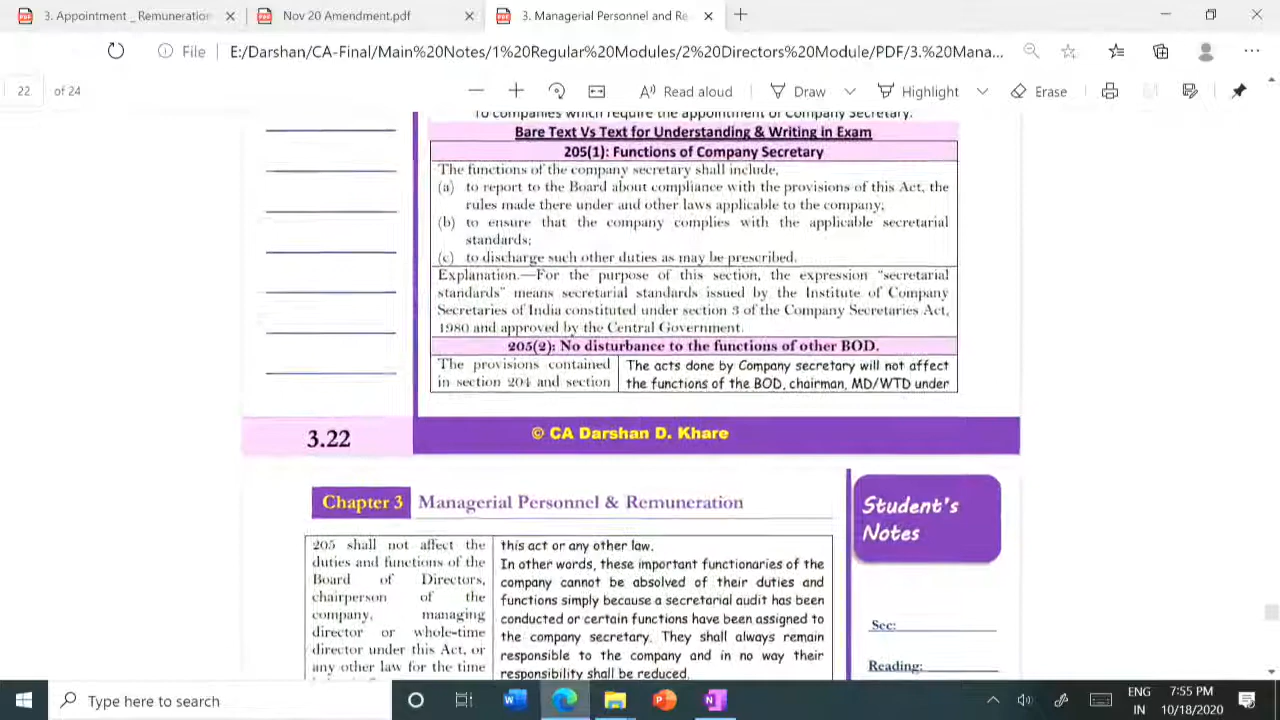 3. Appointment _ Remuneration
Nov 20 Amendment.pdf
3. Managerial Personnel and Re
File
E:/Darshan/CA-Final/Main%20Notes/1%20Regular%20Modules/2%20Directors%20Module/PDF/3.%20Mana...
22
of 24
Read aloud
Draw
Highlight
Erase
To companies which require the appointment of Company Secretary.
Bare Text Vs Text for Understanding & Writing in Exam
205(1): Functions of Company Secretary
The functions of the company secretary shall include,
(a) to report to the Board about compliance with the provisions of this Act, the
rules made there under and other laws applicable to the company;
(b) to ensure that the company complies with the applicable secretarial
standards;
(c) to discharge such other duties as may be prescribed.
Explanation.—For the purpose of this section, the expression "secretarial
standards" means secretarial standards issued by the Institute of Company
Secretaries of India constituted under section 3 of the Company Secretaries Act,
1980 and approved by the Central Government.
205(2): No disturbance to the functions of other BOD.
The provisions contained
in section 204 and section
The acts done by Company secretary will not affect
the functions of the BOD, chairman, MD/WTD under
3.22
© CA Darshan D. Khare
Chapter 3
Managerial Personnel & Remuneration
Student's
Notes
205 shall not affect the
duties and functions of the
Board of Directors,
chairperson of the
company, managing
director or whole-time
director under this Act, or
any other law for the time
this act or any other law.
In other words, these important functionaries of the
company cannot be absolved of their duties and
functions simply because a secretarial audit has been
conducted or certain functions have been assigned to
the company secretary. They shall always remain
responsible to the company and in no way their
responsibility shall be reduced.
Sec:
Reading:
Type here to search
ENG
IN
7:55 PM
10/18/2020